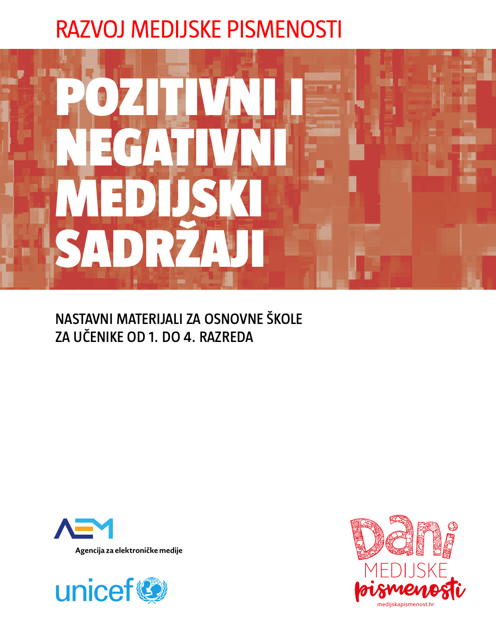 RAZVOJ MEDIJSKE PISMENOSTI
POZITIVNI I
NEGATIVNI
MEDIJSKI
SADRŽAJI
NASTAVNI MATERIJALI ZA OSNOVNE ŠKOLE
ZA UČENIKE OD 1. DO 4. RAZREDA
AEM
Agencija za elektroničke medije
unicef
Dani
MEDIJSKE
pismenosti
medijskapismenost.hr